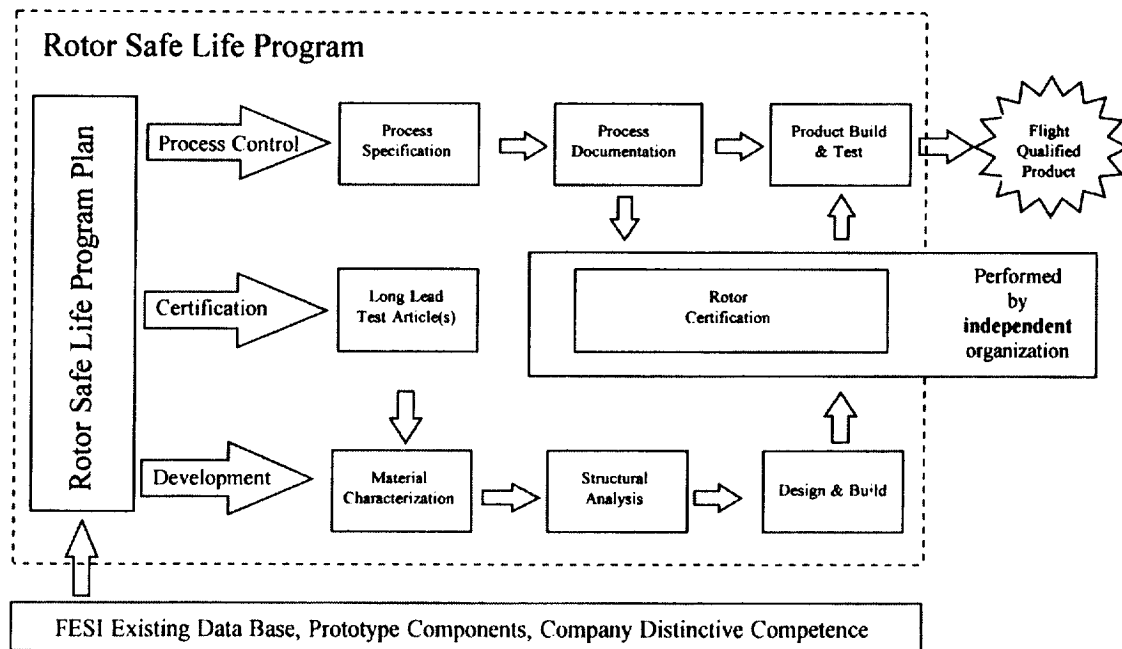 Rotor Safe Life Program
Rotor Safe Life Program Plan
Process Control
Process
Specification
Process
Documentation
Product Build
& Test
Flight
Qualified
Product
Certification
Long Lead
Test Article(s)
Rotor
Certification
Performed
by
independent
organization
Development
Material
Characterization
Structural
Analysis
Design & Build
FESI Existing Data Base, Prototype Components, Company Distinctive Competence